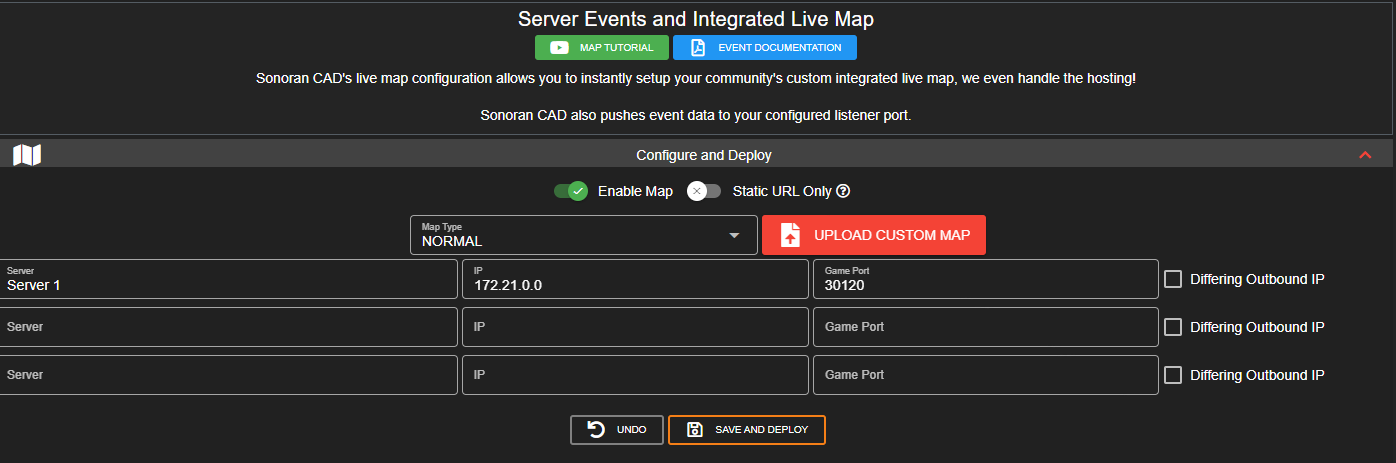 Server Events and Integrated Live Map
MAP TUTORIAL EVENT DOCUMENTATION
Sonoran CAD's live map configuration allows you to instantly setup your community's custom integrated live map, we even handle the hosting!
Sonoran CAD also pushes event data to your configured listener port.
Configure and Deploy
Enable Map Static URL Only
Map Type
NORMAL
UPLOAD CUSTOM MAP
Server IP Game Port
Server 1 172.21.0.0 30120 Differing Outbound IP
Server IP Game Port Differing Outbound IP
Server IP Game Port Differing Outbound IP
UNDO SAVE AND DEPLOY